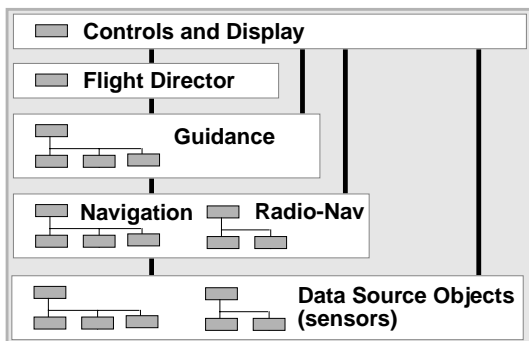 Controls and Display
Flight Director
Guidance
Navigation Radio-Nav
Data Source Objects
(sensors)